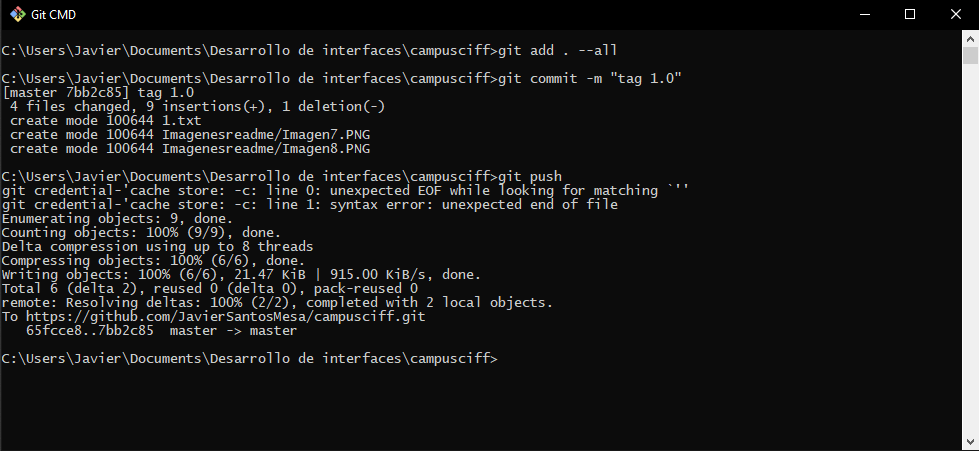 Git CMD
C:\Users\Javier\Documents\Desarrollo de interfaces\campusciff>git add . --all
C:\Users\Javier\Documents\Desarrollo de interfaces\campusciff>git commit -m "tag 1.0"
[master 7bb2c85] tag 1.0
 4 files changed, 9 insertions(+), 1 deletion(-)
 create mode 100644 1.txt
 create mode 100644 Imagenesreadme/Imagen7.PNG
 create mode 100644 Imagenesreadme/Imagen8.PNG
C:\Users\Javier\Documents\Desarrollo de interfaces\campusciff>git push
git credential-'cache store: -c: line 0: unexpected EOF while looking for matching `''
git credential-'cache store: -c: line 1: syntax error: unexpected end of file
Enumerating objects: 9, done.
Counting objects: 100% (9/9), done.
Delta compression using up to 8 threads
Compressing objects: 100% (6/6), done.
Writing objects: 100% (6/6), 21.47 KiB | 915.00 KiB/s, done.
Total 6 (delta 2), reused 0 (delta 0), pack-reused 0
remote: Resolving deltas: 100% (2/2), completed with 2 local objects.
To https://github.com/JavierSantosMesa/campusciff.git
   65fcce8..7bb2c85  master -> master
C:\Users\Javier\Documents\Desarrollo de interfaces\campusciff>